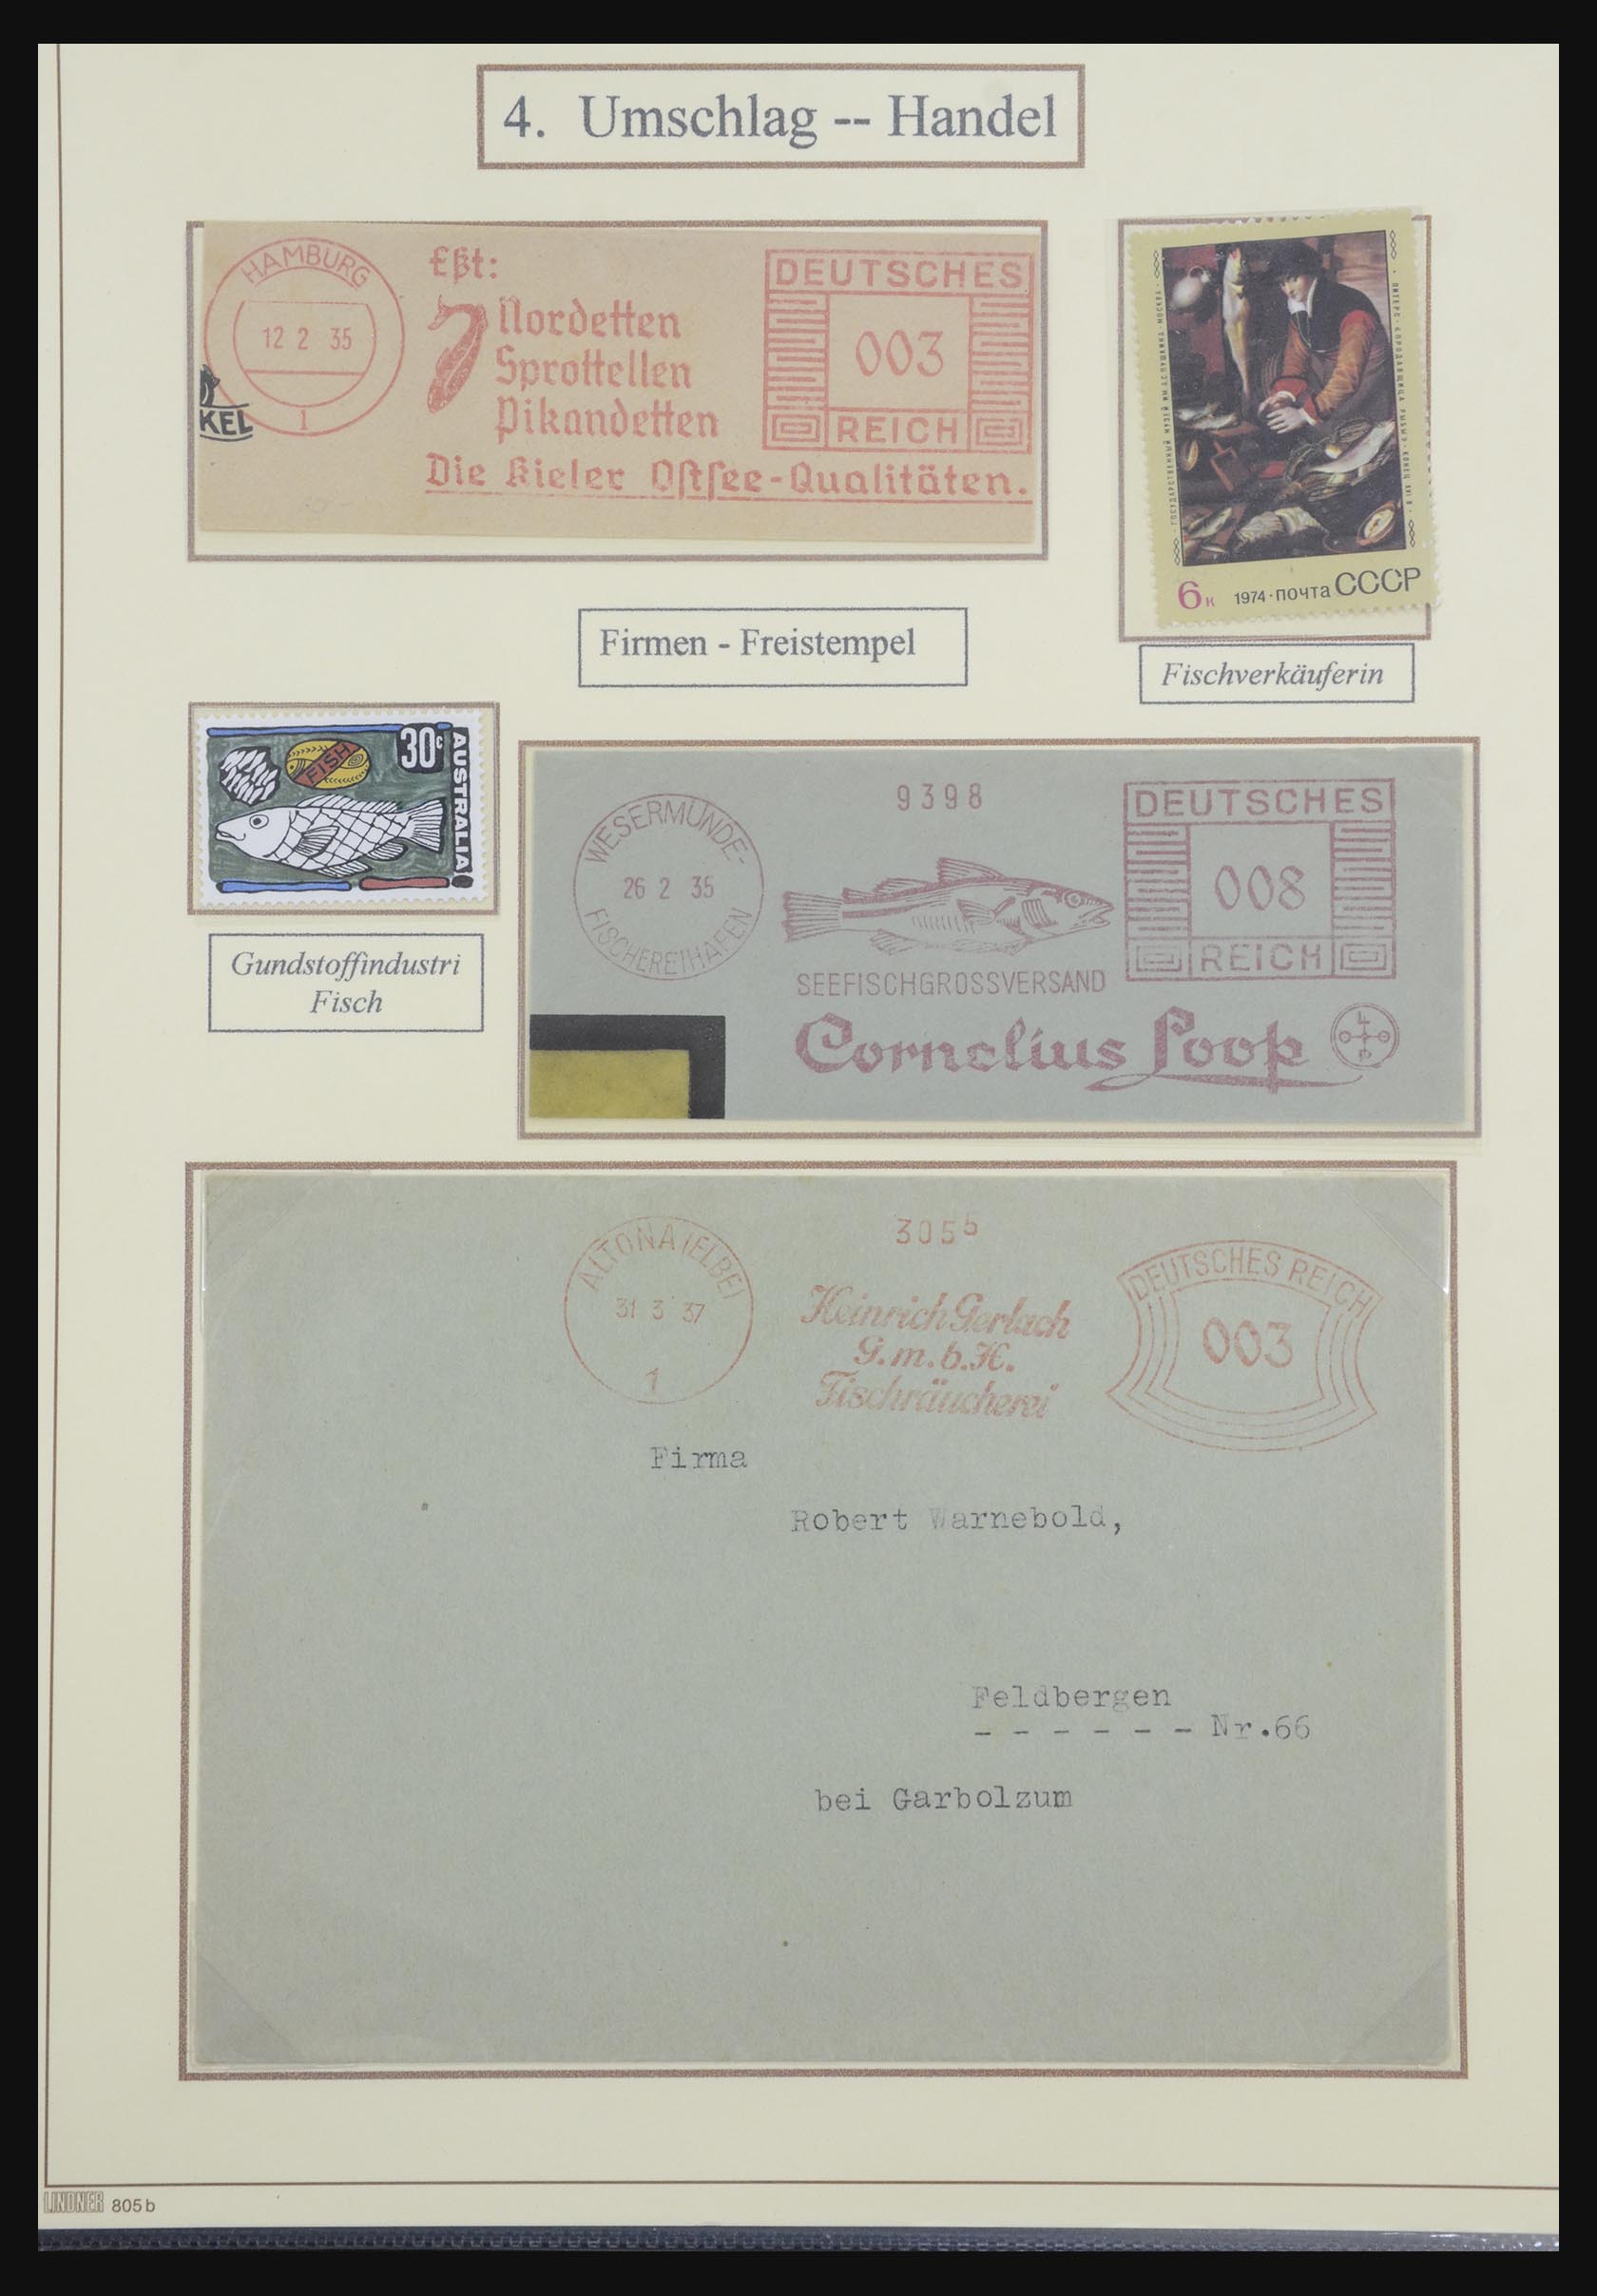 4. Umschlag -- Handel
HAMBURG
12 2 35
1
KEL
Eßt:
Nordetten
Sprottellen
Pikandetten
Die Kieler Ostsee-Qualitäten.
DEUTSCHES
003
REICH
6к 1974·ПОЧТА СССР
Fischverkäuferin
Firmen - Freistempel
30c
FISH
AUSTRALIA
Gundstoffindustri
Fisch
WESERMÜNDE-
26 2 35
FISCHEREIHAFEN
9398
SEEFISCHGROSSVERSAND
Cornelius Loop
DEUTSCHES
008
REICH
ALTONA (ELBE)
31 3 37
1
305b
Heinrich Gerlach
G.m.b.H.
Fischräucherei
DEUTSCHES REICH
003
Firma
Robert Warnebold,
Feldbergen
- - - - - - Nr.66
bei Garbolzum
LINDNER 805b